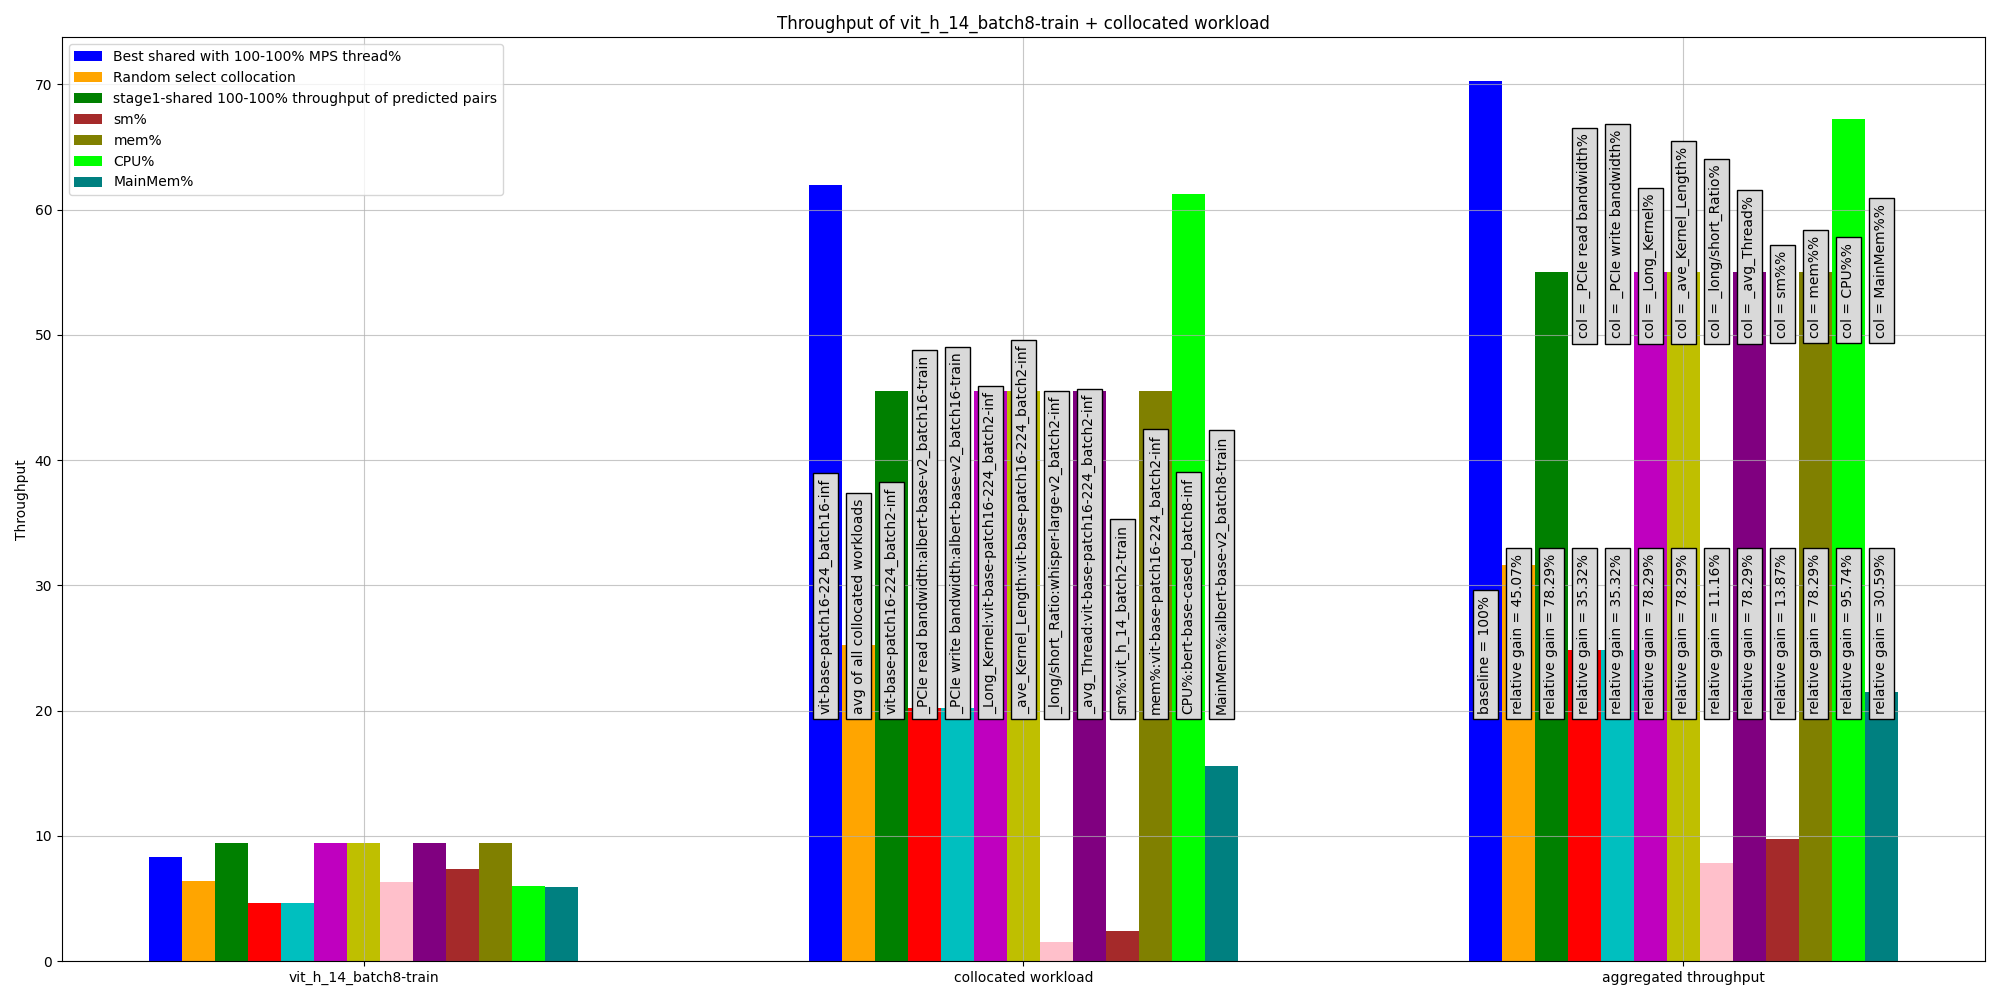 Throughput of vit_h_14_batch8-train + collocated workload
Best shared with 100-100% MPS thread%
Random select collocation
stage1-shared 100-100% throughput of predicted pairs
sm%
mem%
CPU%
MainMem%
Throughput
70
60
50
40
30
20
10
0
vit-base-patch16-224_batch16-inf
avg of all collocated workloads
vit-base-patch16-224_batch2-inf
_PCIe read bandwidth:albert-base-v2_batch16-train
_PCIe write bandwidth:albert-base-v2_batch16-train
_Long_Kernel:vit-base-patch16-224_batch2-inf
_ave_Kernel_Length:vit-base-patch16-224_batch2-inf
_long/short_Ratio:whisper-large-v2_batch2-inf
_avg_Thread:vit-base-patch16-224_batch2-inf
sm%:vit_h_14_batch2-train
mem%:vit-base-patch16-224_batch2-inf
CPU%:bert-base-cased_batch8-inf
MainMem%:albert-base-v2_batch8-train
col = _PCIe read bandwidth%
col = _PCIe write bandwidth%
col = _Long_Kernel%
col = _ave_Kernel_Length%
col = _long/short_Ratio%
col = _avg_Thread%
col = sm%%
col = mem%%
col = CPU%%
col = MainMem%%
baseline = 100%
relative gain = 45.07%
relative gain = 78.29%
relative gain = 35.32%
relative gain = 35.32%
relative gain = 78.29%
relative gain = 78.29%
relative gain = 11.16%
relative gain = 78.29%
relative gain = 13.87%
relative gain = 78.29%
relative gain = 95.74%
relative gain = 30.59%
vit_h_14_batch8-train
collocated workload
aggregated throughput